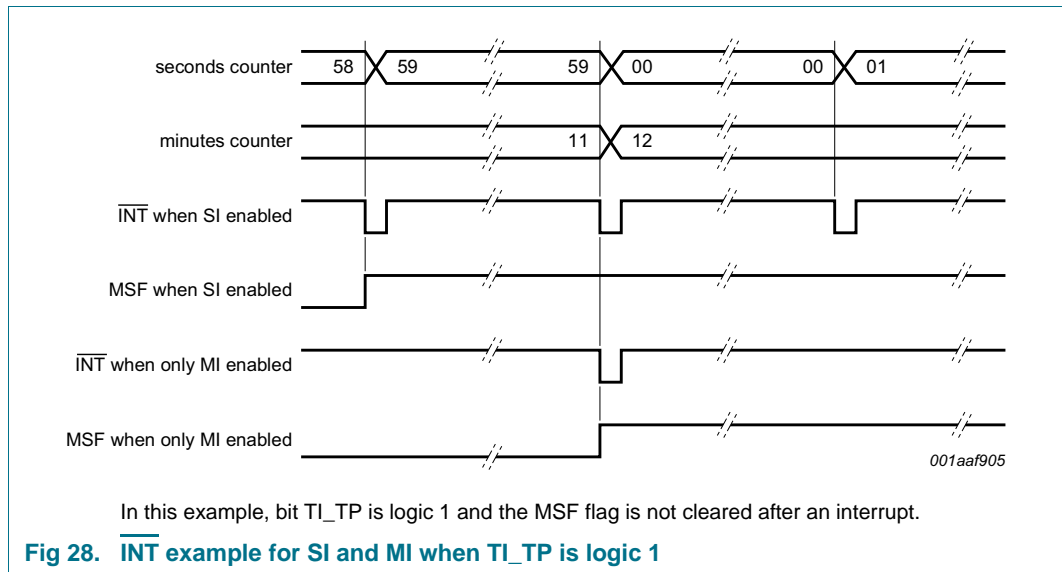 seconds counter 58 59 59 00 00 01
minutes counter 11 12
INT when SI enabled
MSF when SI enabled
INT when only MI enabled
MSF when only MI enabled
001aaf905
In this example, bit TI_TP is logic 1 and the MSF flag is not cleared after an interrupt.
Fig 28. INT example for SI and MI when TI_TP is logic 1